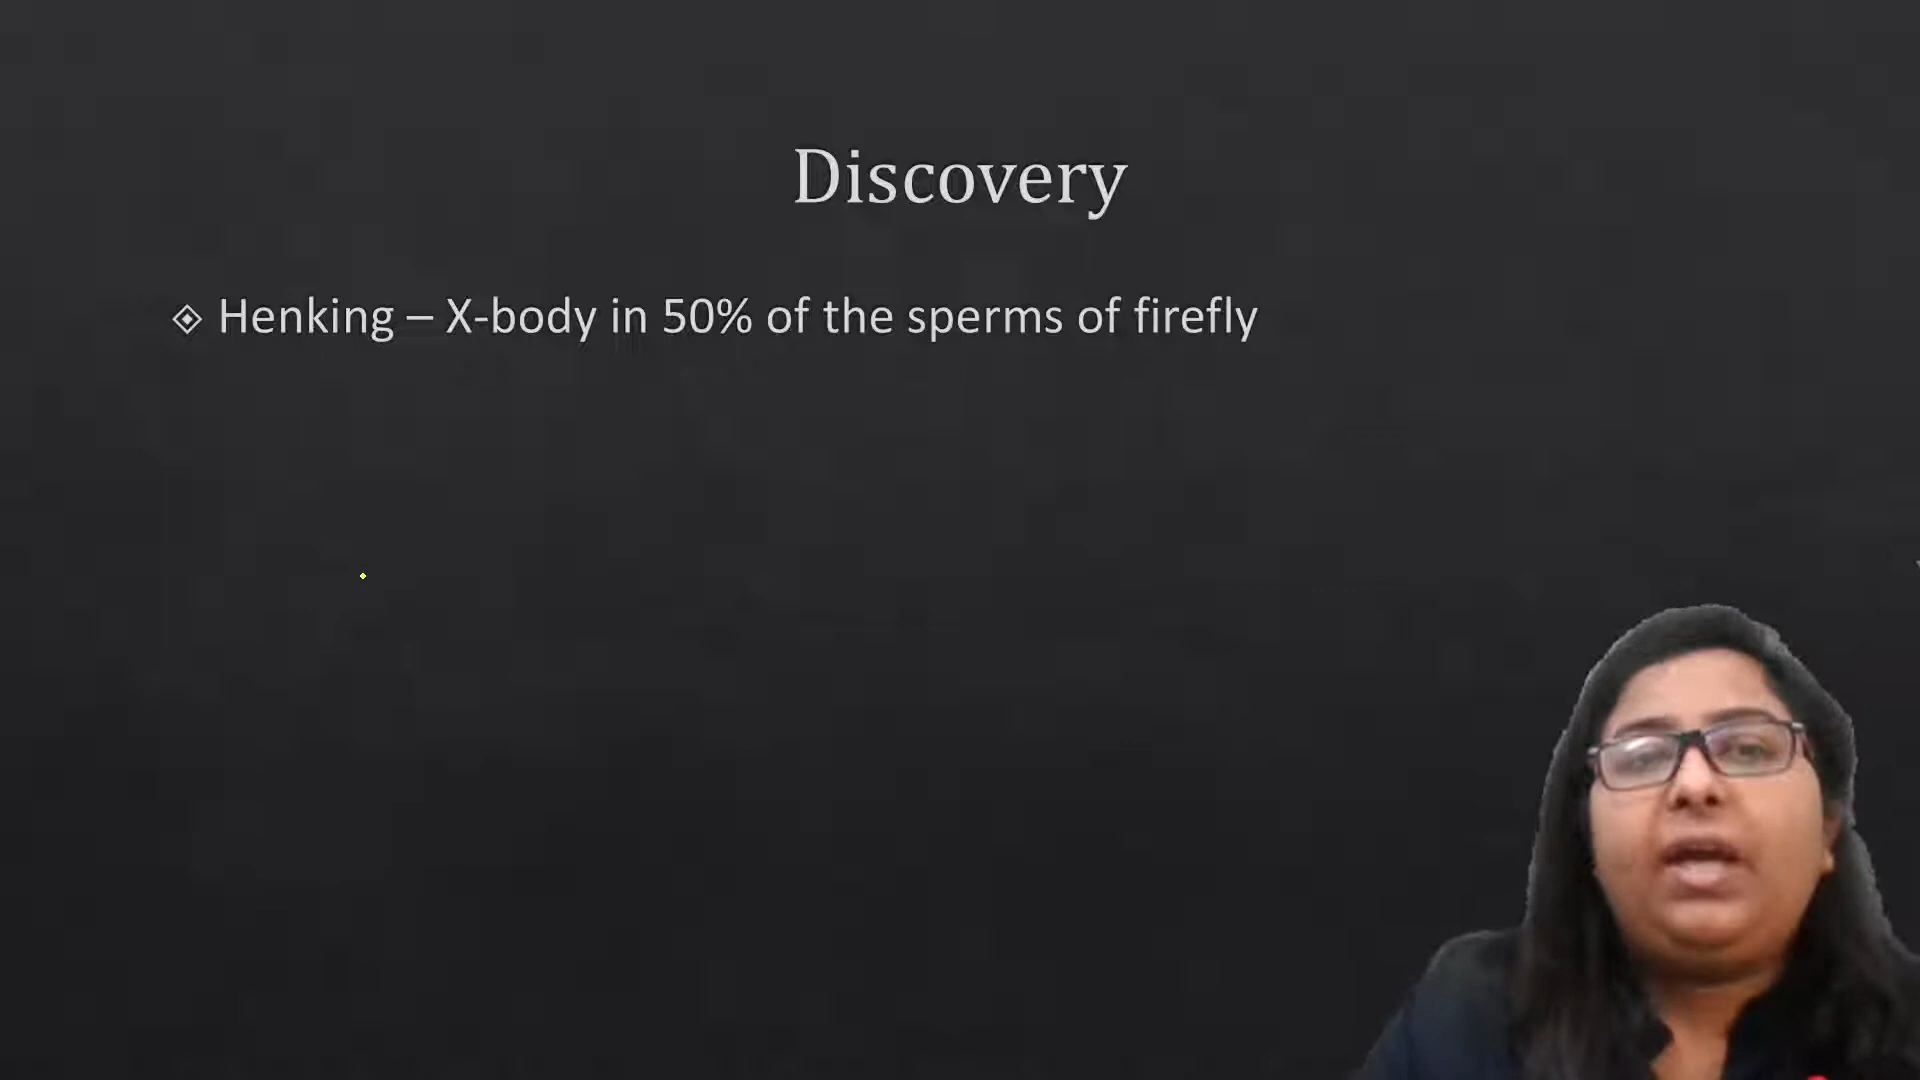 Discovery
Henking – X-body in 50% of the sperms of firefly